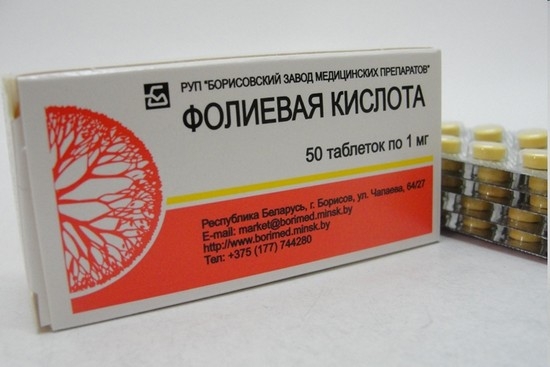 РУП "БОРИСОВСКИЙ ЗАВОД МЕДИЦИНСКИХ ПРЕПАРАТОВ"
ФОЛИЕВАЯ КИСЛОТА
50 таблеток по 1 мг
Республика Беларусь, г. Борисов, ул. Чапаева, 64/27
E-mail: market@borimed.minsk.by
http://www.borimed.minsk.by
Тел: +375 (177) 744280